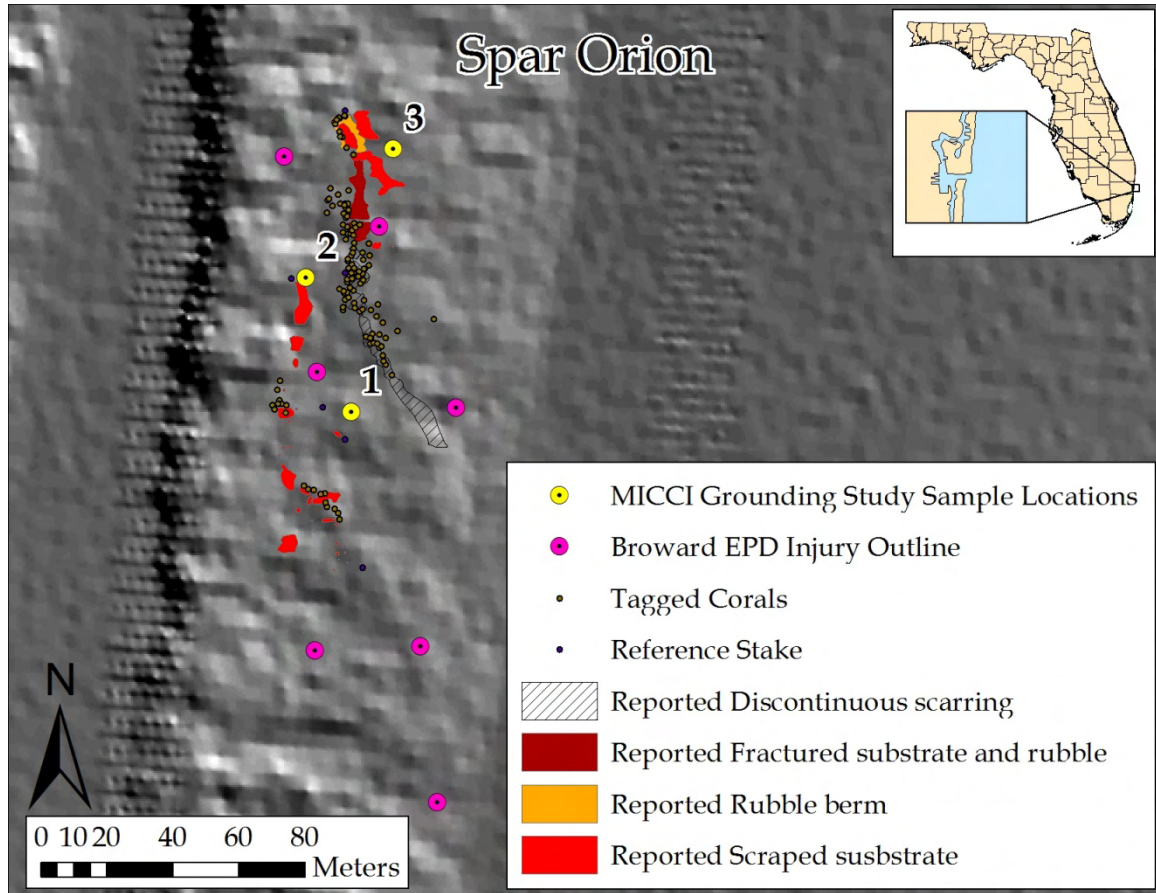 Spar Orion
3
2
1
N
0 10 20 40 60 80
Meters
MICCI Grounding Study Sample Locations
Broward EPD Injury Outline
Tagged Corals
Reference Stake
Reported Discontinuous scarring
Reported Fractured substrate and rubble
Reported Rubble berm
Reported Scraped susbstrate